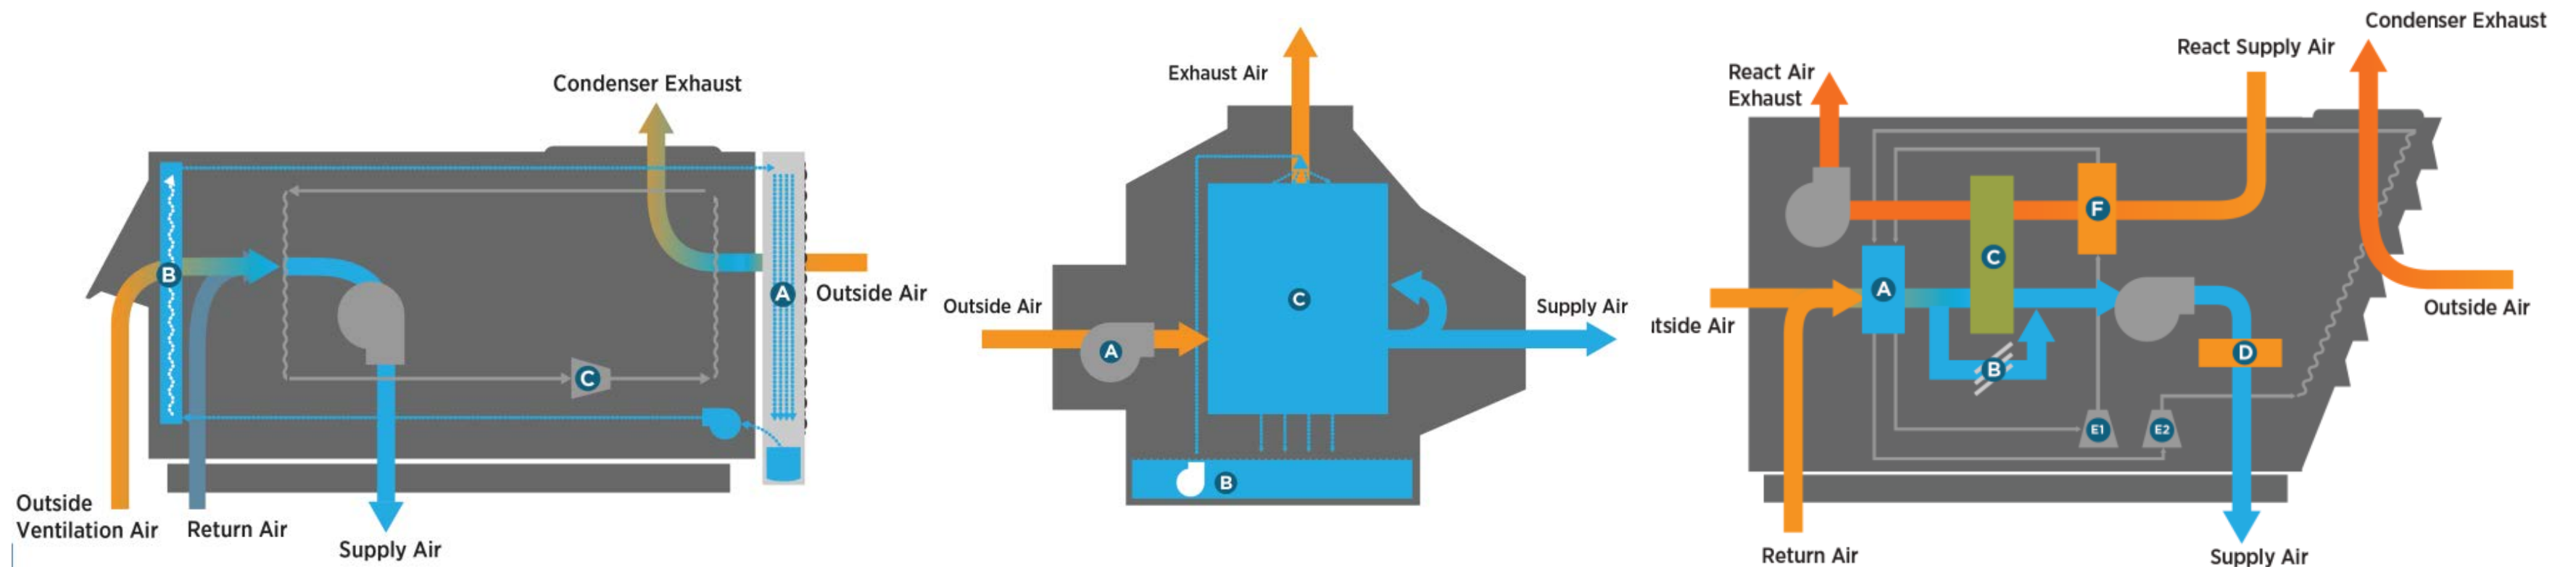 Condenser Exhaust
B
A
Outside Air
C
Outside
Ventilation Air
Return Air
Supply Air
Exhaust Air
Outside Air
A
C
Supply Air
B
Condenser Exhaust
React Supply Air
React Air
Exhaust
F
C
A
tside Air
Outside Air
B
D
E1
E2
Return Air
Supply Air